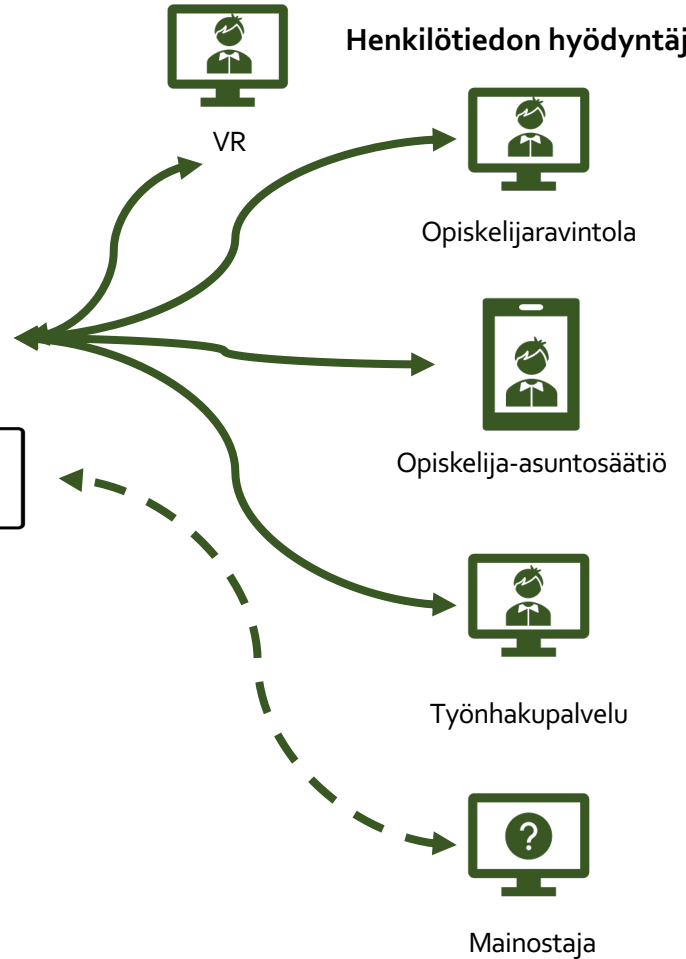 Henkilötiedon hyödyntäj
VR
Opiskelijaravintola
Opiskelija-asuntosäätiö
Työnhakupalvelu
?
Mainostaja